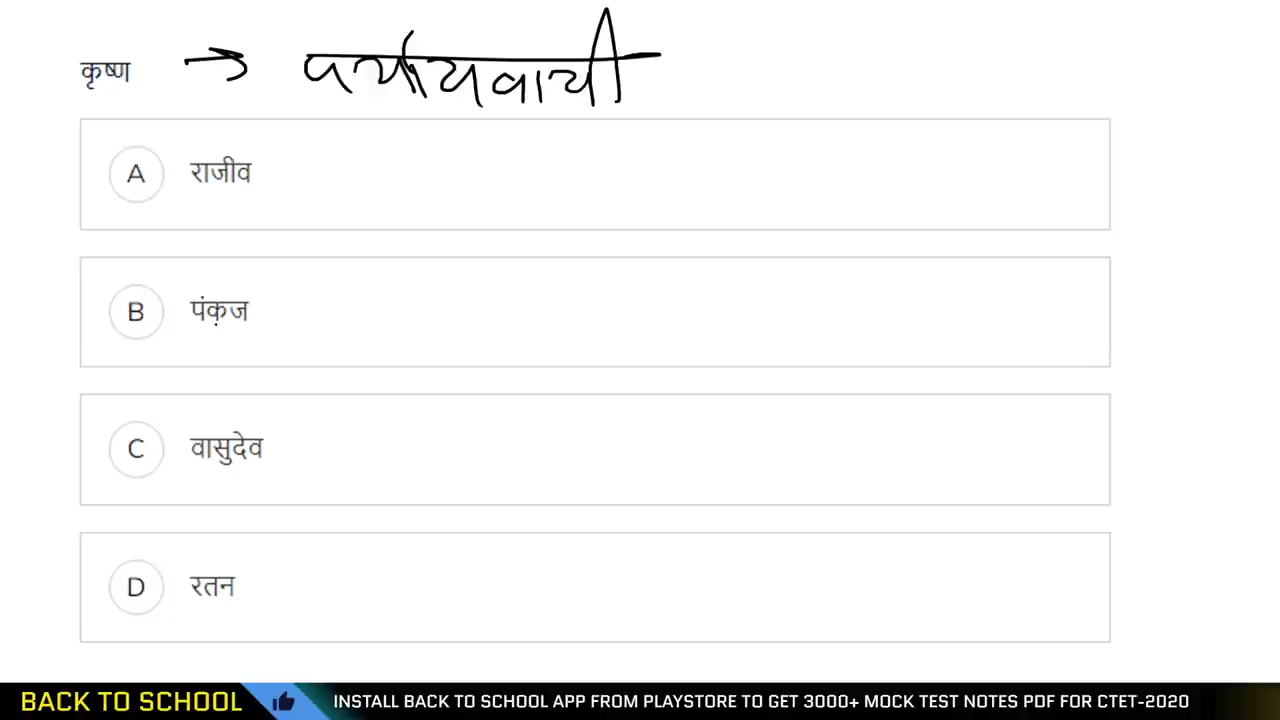 कृष्ण → पर्यायवाची
A राजीव
B पंक़ज
C वासुदेव
D रतन
BACK TO SCHOOL INSTALL BACK TO SCHOOL APP FROM PLAYSTORE TO GET 3000+ MOCK TEST NOTES PDF FOR CTET-2020